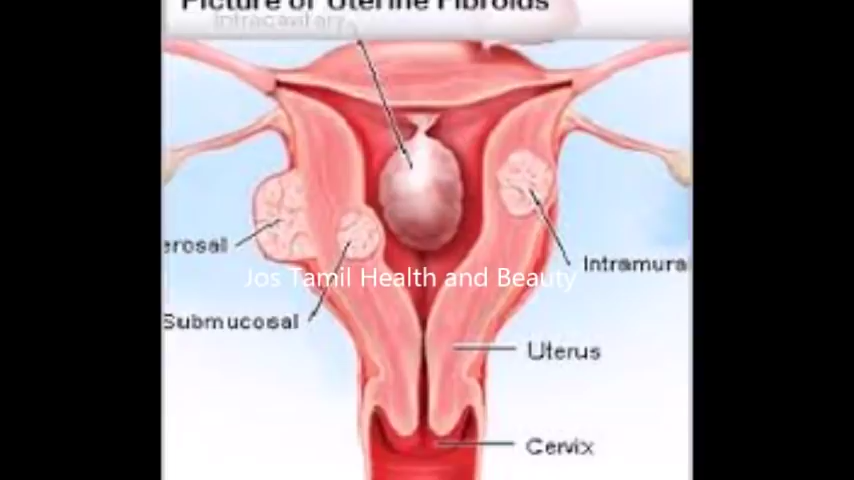 Picture of Uterine Fibroids
Intracavitary
erosal
Intramura
Jos Tamil Health and Beauty
Submucosal
Uterus
Cervix